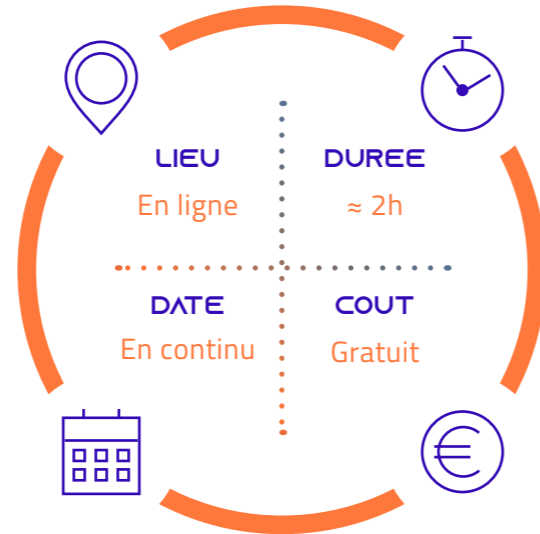 LIEU
En ligne
DUREE
≈ 2h
DATE
En continu
COUT
Gratuit